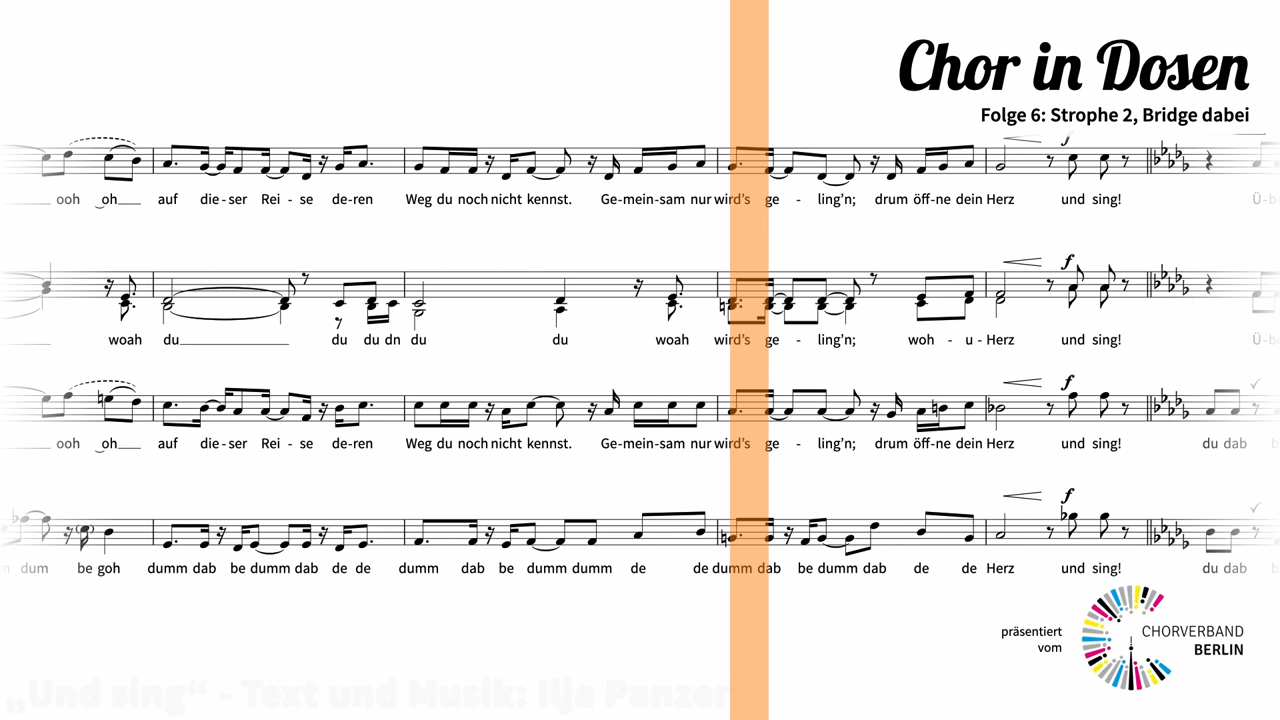 Chor in Dosen
Folge 6: Strophe 2, Bridge dabei
f
ooh oh auf die-ser Rei - se de-ren Weg du noch nicht kennst. Ge-mein-sam nur wird's ge - ling'n; drum öff-ne dein Herz und sing!
f
woah du du du dn du du woah wird's ge - ling'n; woh - u - Herz und sing!
f
ooh oh auf die-ser Rei - se de-ren Weg du noch nicht kennst. Ge-mein-sam nur wird's ge - ling'n; drum öff-ne dein Herz und sing! du dab
f
dum be goh dumm dab be dumm dab de de dumm dab be dumm dumm de de dumm dab be dumm dab de de Herz und sing! du dab
präsentiert
vom
CHORVERBAND
BERLIN
„Und sing“ - Text und Musik: Ilja Panzer